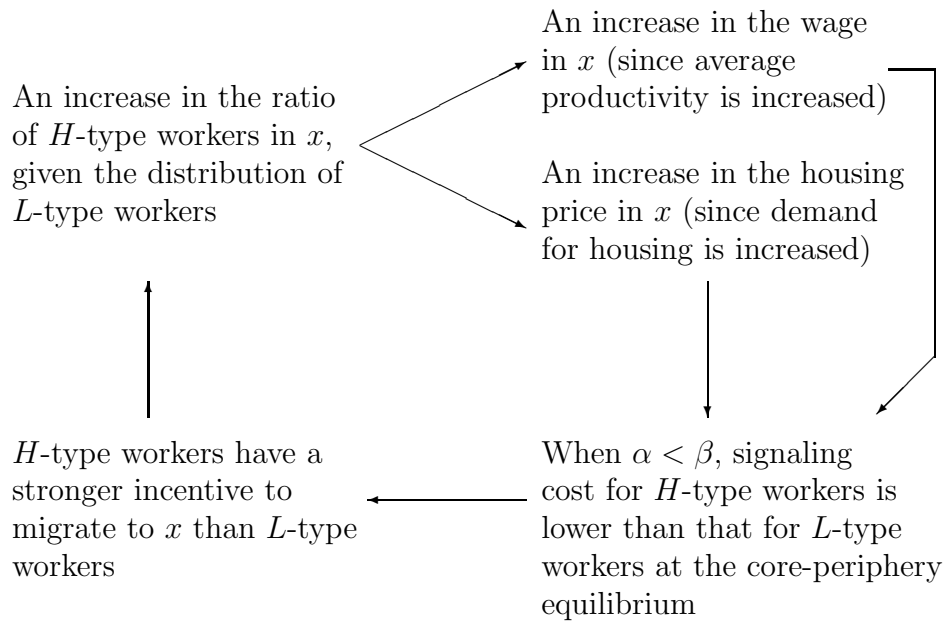 An increase in the ratio
of H-type workers in x,
given the distribution of
L-type workers
An increase in the wage
in x (since average
productivity is increased)
An increase in the housing
price in x (since demand
for housing is increased)
When α < β, signaling
cost for H-type workers is
lower than that for L-type
workers at the core-periphery
equilibrium
H-type workers have a
stronger incentive to
migrate to x than L-type
workers